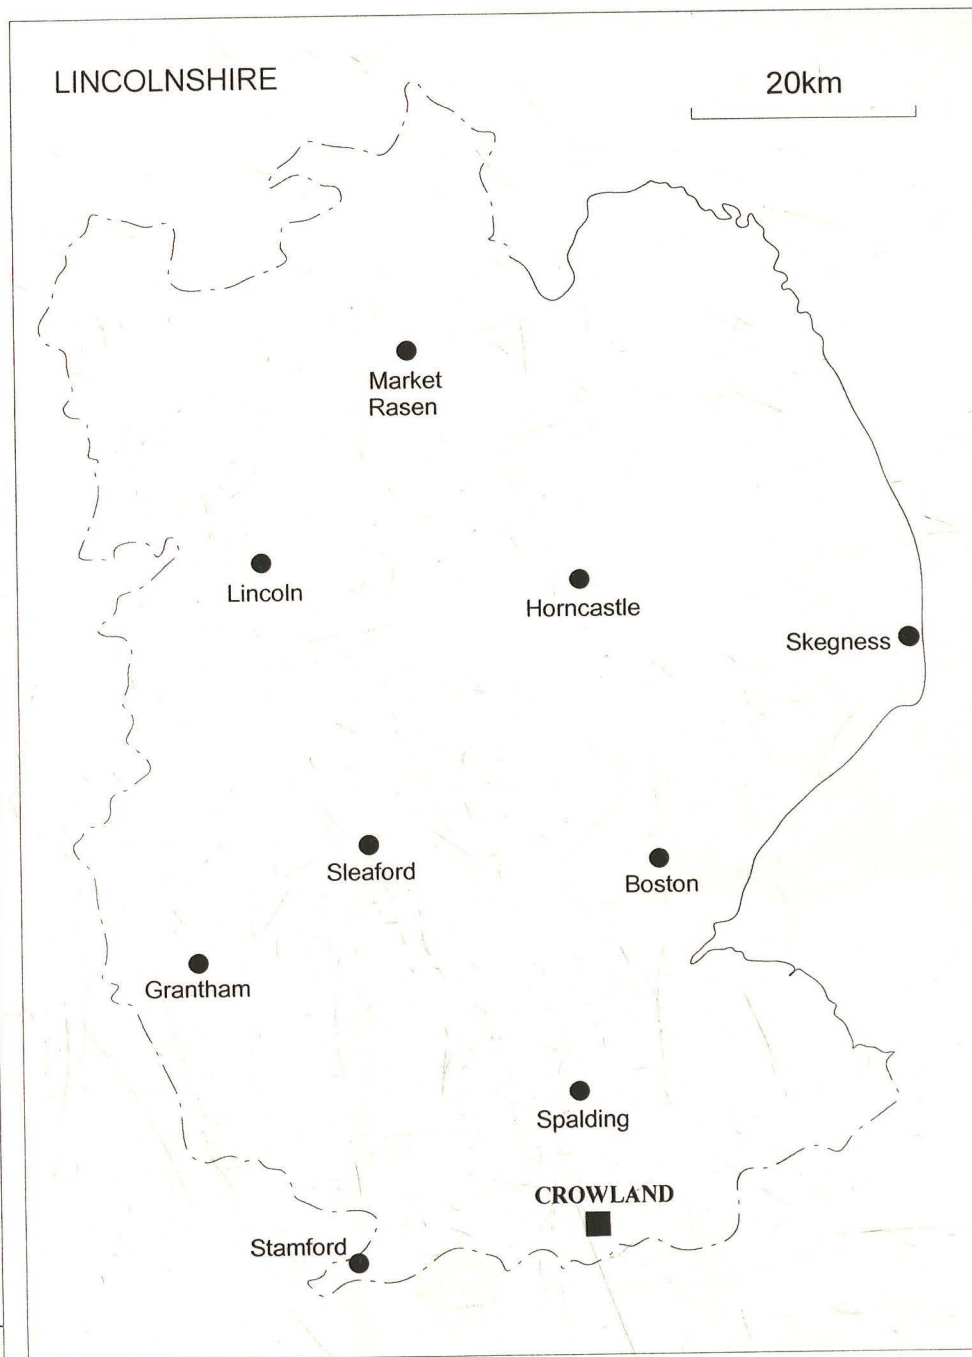 LINCOLNSHIRE
20km
Market
Rasen
Lincoln
Horncastle
Skegness
Sleaford
Boston
Grantham
Spalding
CROWLAND
Stamford